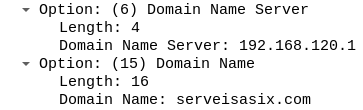 Option: (6) Domain Name Server
Length: 4
Domain Name Server: 192.168.120.1
Option: (15) Domain Name
Length: 16
Domain Name: serveisasix.com